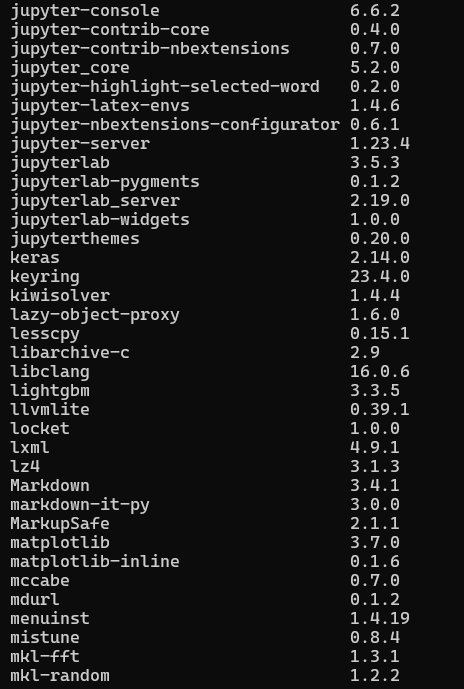 jupyter-console 6.6.2
jupyter-contrib-core 0.4.0
jupyter-contrib-nbextensions 0.7.0
jupyter_core 5.2.0
jupyter-highlight-selected-word 0.2.0
jupyter-latex-envs 1.4.6
jupyter-nbextensions-configurator 0.6.1
jupyter-server 1.23.4
jupyterlab 3.5.3
jupyterlab-pygments 0.1.2
jupyterlab_server 2.19.0
jupyterlab-widgets 1.0.0
jupyterthemes 0.20.0
keras 2.14.0
keyring 23.4.0
kiwisolver 1.4.4
lazy-object-proxy 1.6.0
lesscpy 0.15.1
libarchive-c 2.9
libclang 16.0.6
lightgbm 3.3.5
llvmlite 0.39.1
locket 1.0.0
lxml 4.9.1
lz4 3.1.3
Markdown 3.4.1
markdown-it-py 3.0.0
MarkupSafe 2.1.1
matplotlib 3.7.0
matplotlib-inline 0.1.6
mccabe 0.7.0
mdurl 0.1.2
menuinst 1.4.19
mistune 0.8.4
mkl-fft 1.3.1
mkl-random 1.2.2